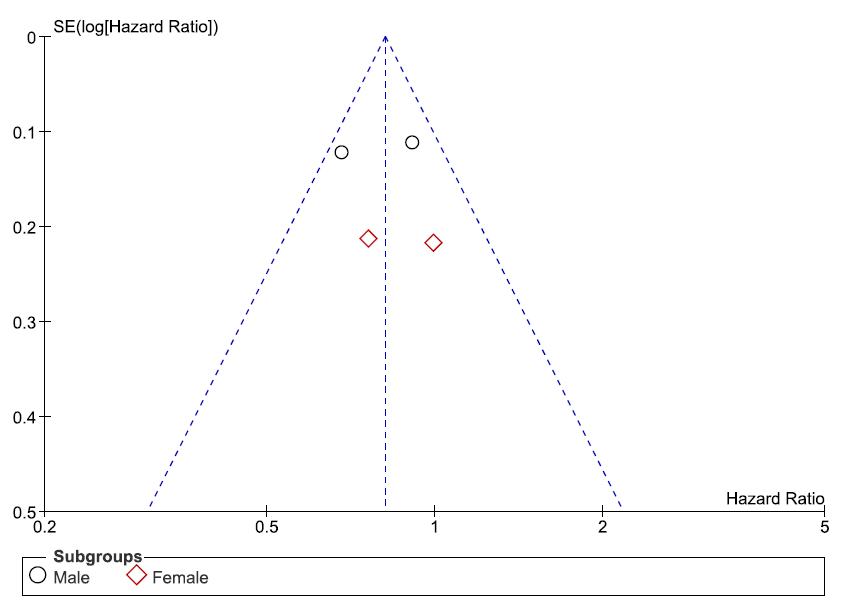 SE(log[Hazard Ratio])
0
0.1
0.2
0.3
0.4
0.5
Hazard Ratio
0.2 0.5 1 2 5
Subgroups
Male Female